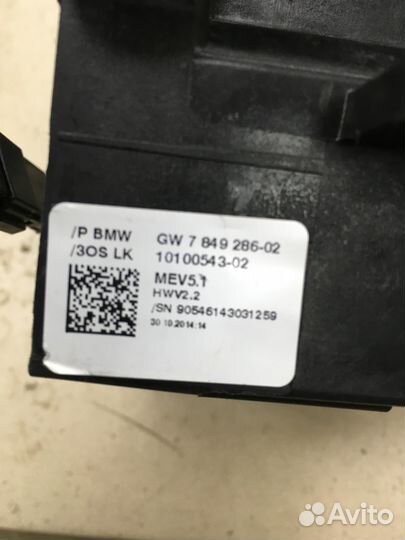 /P BMW GW 7 849 286-02
/3OS LK 10100543-02
MEV5.1
HWV2.2
/SN 90546143031259
30.10.2014:14
Avito